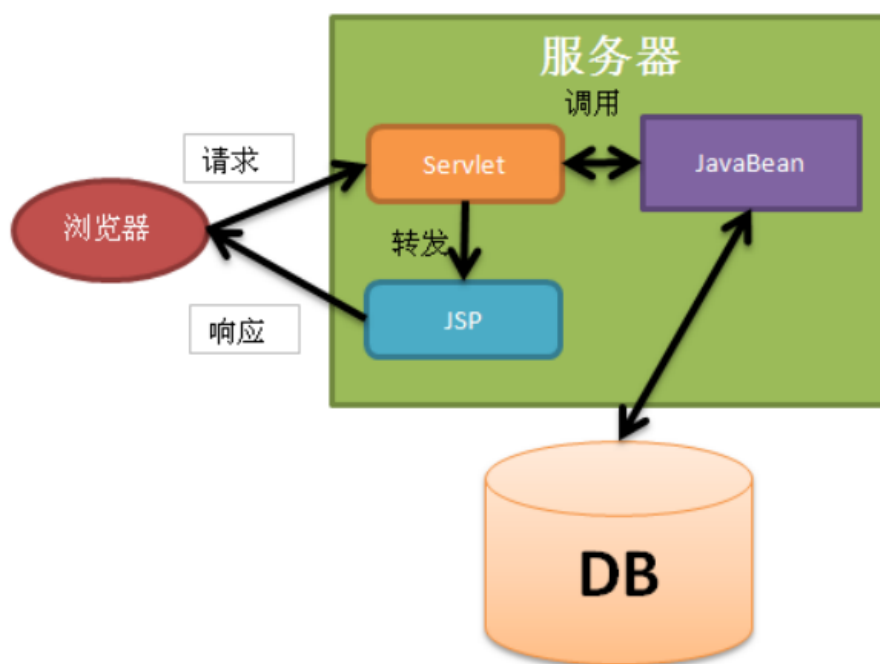 服务器
调用
请求
Servlet
JavaBean
浏览器
转发
响应
JSP
DB